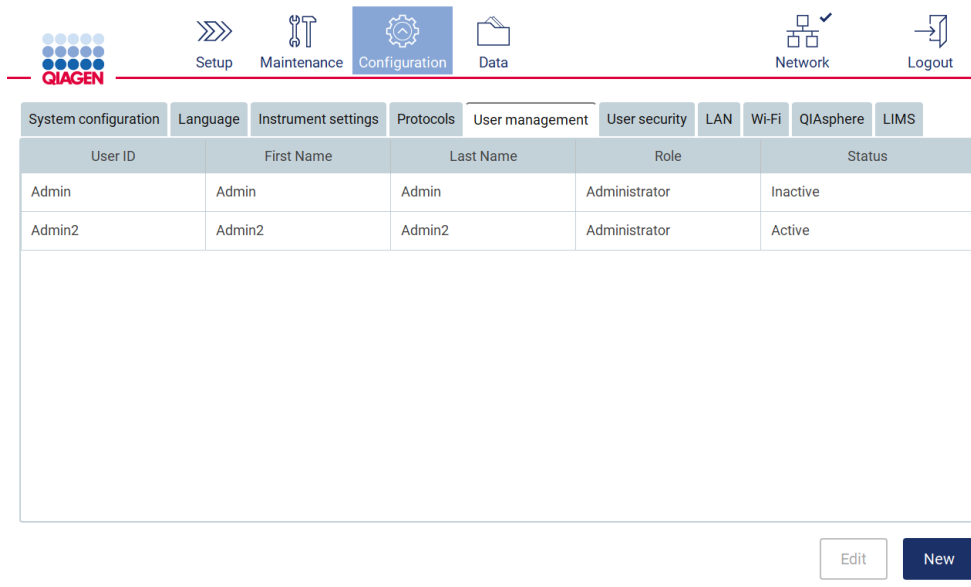 QIAGEN
Setup Maintenance Configuration Data Network Logout
System configuration Language Instrument settings Protocols User management User security LAN Wi-Fi QIAsphere LIMS
User ID First Name Last Name Role Status
Admin Admin Admin Administrator Inactive
Admin2 Admin2 Admin2 Administrator Active
Edit New